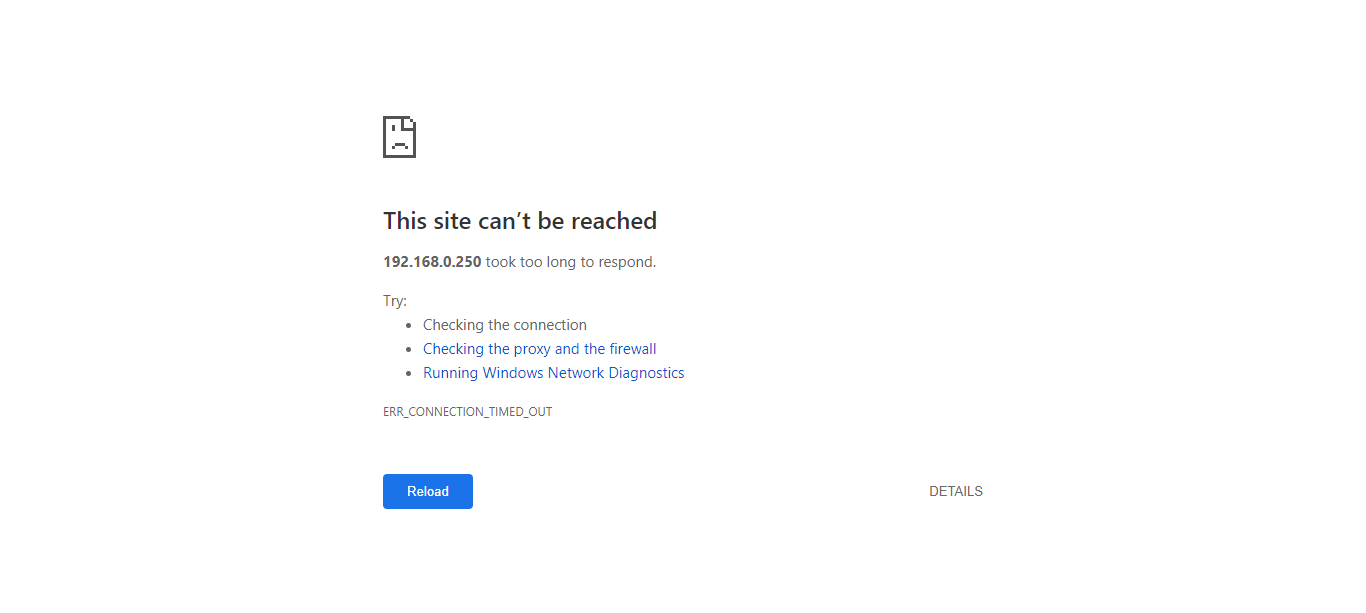 This site can’t be reached
192.168.0.250 took too long to respond.
Try:
Checking the connection
Checking the proxy and the firewall
Running Windows Network Diagnostics
ERR_CONNECTION_TIMED_OUT
Reload
DETAILS